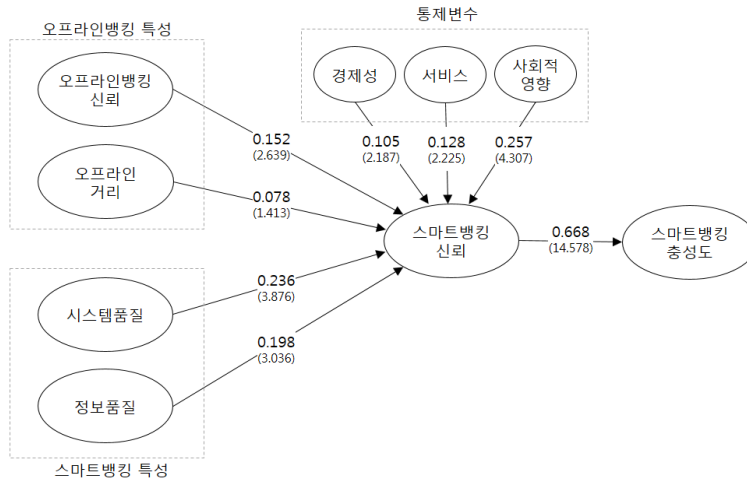 오프라인뱅킹 특성
오프라인뱅킹
신뢰
오프라인
거리
통제변수
경제성
서비스
사회적
영향
0.152
(2.639)
0.078
(1.413)
0.105
(2.187)
0.128
(2.225)
0.257
(4.307)
스마트뱅킹
신뢰
0.668
(14.578)
스마트뱅킹
충성도
0.236
(3.876)
0.198
(3.036)
시스템품질
정보품질
스마트뱅킹 특성